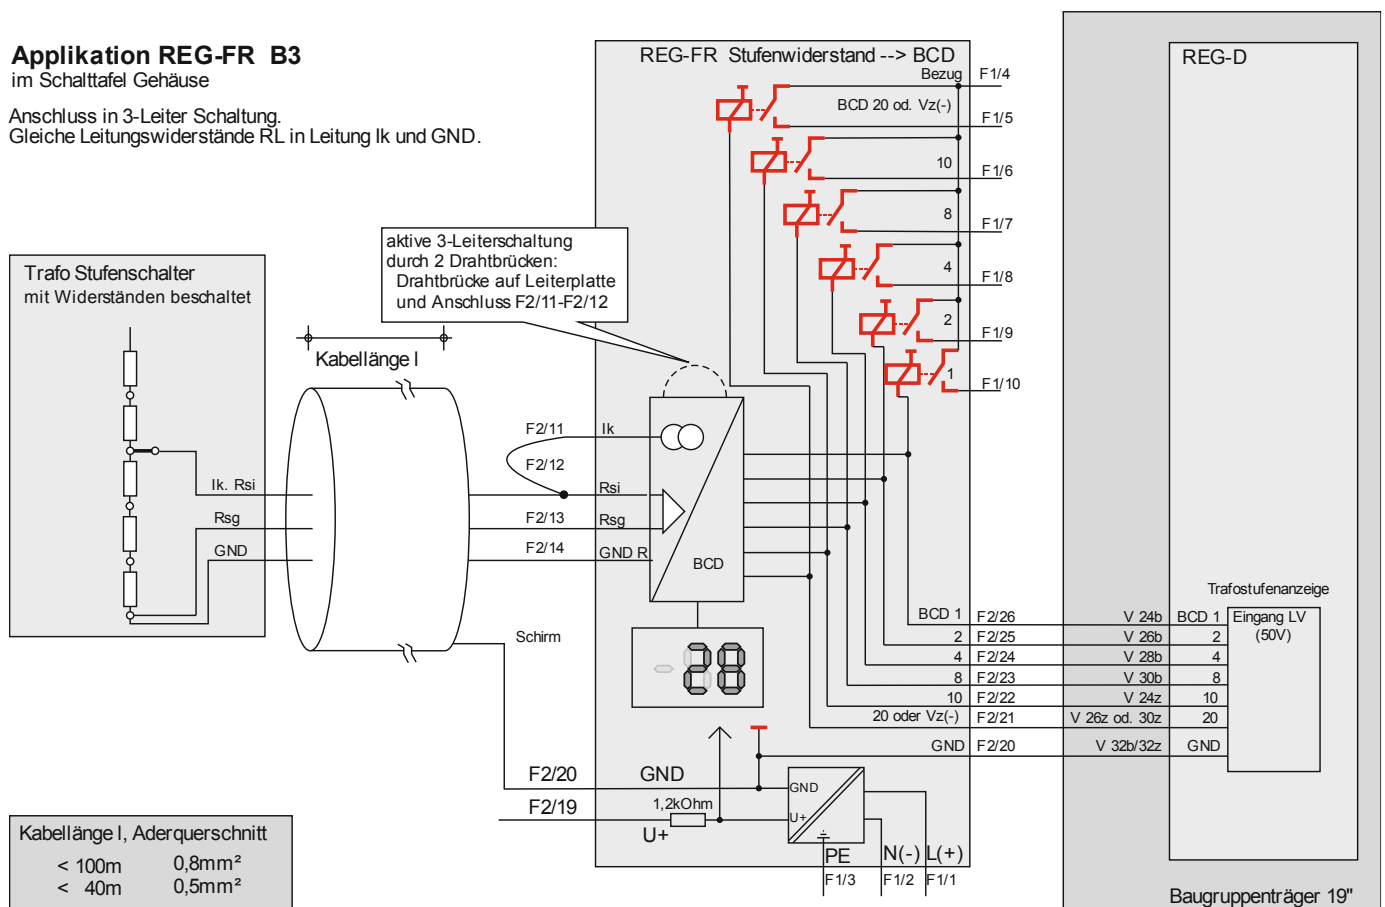 Applikation REG-FR B3
im Schalttafel Gehäuse
Anschluss in 3-Leiter Schaltung.
Gleiche Leitungswiderstände RL in Leitung Ik und GND.
Trafo Stufenschalter
mit Widerständen beschaltet
Ik. Rsi
Rsg
GND
Kabellänge l
aktive 3-Leiterschaltung
durch 2 Drahtbrücken:
Drahtbrücke auf Leiterplatte
und Anschluss F2/11-F2/12
REG-FR Stufenwiderstand --> BCD
Bezug F1/4
BCD 20 od. Vz(-)
F1/5
10
F1/6
8
F1/7
4
F1/8
2
F1/9
1
F1/10
F2/11 Ik
F2/12
Rsi
F2/13 Rsg
F2/14 GND R
BCD
Schirm
-28
REG-D
Trafostufenanzeige
Eingang LV
(50V)
BCD 1 F2/26 V 24b BCD 1
2 F2/25 V 26b 2
4 F2/24 V 28b 4
8 F2/23 V 30b 8
10 F2/22 V 24z 10
20 oder Vz(-) F2/21 V 26z od. 30z 20
GND F2/20 V 32b/32z GND
F2/20 GND
F2/19 1,2kOhm
U+
GND
U+
PE N(-) L(+)
F1/3 F1/2 F1/1
Kabellänge l, Aderquerschnitt
< 100m 0,8mm²
< 40m 0,5mm²
Baugruppenträger 19"